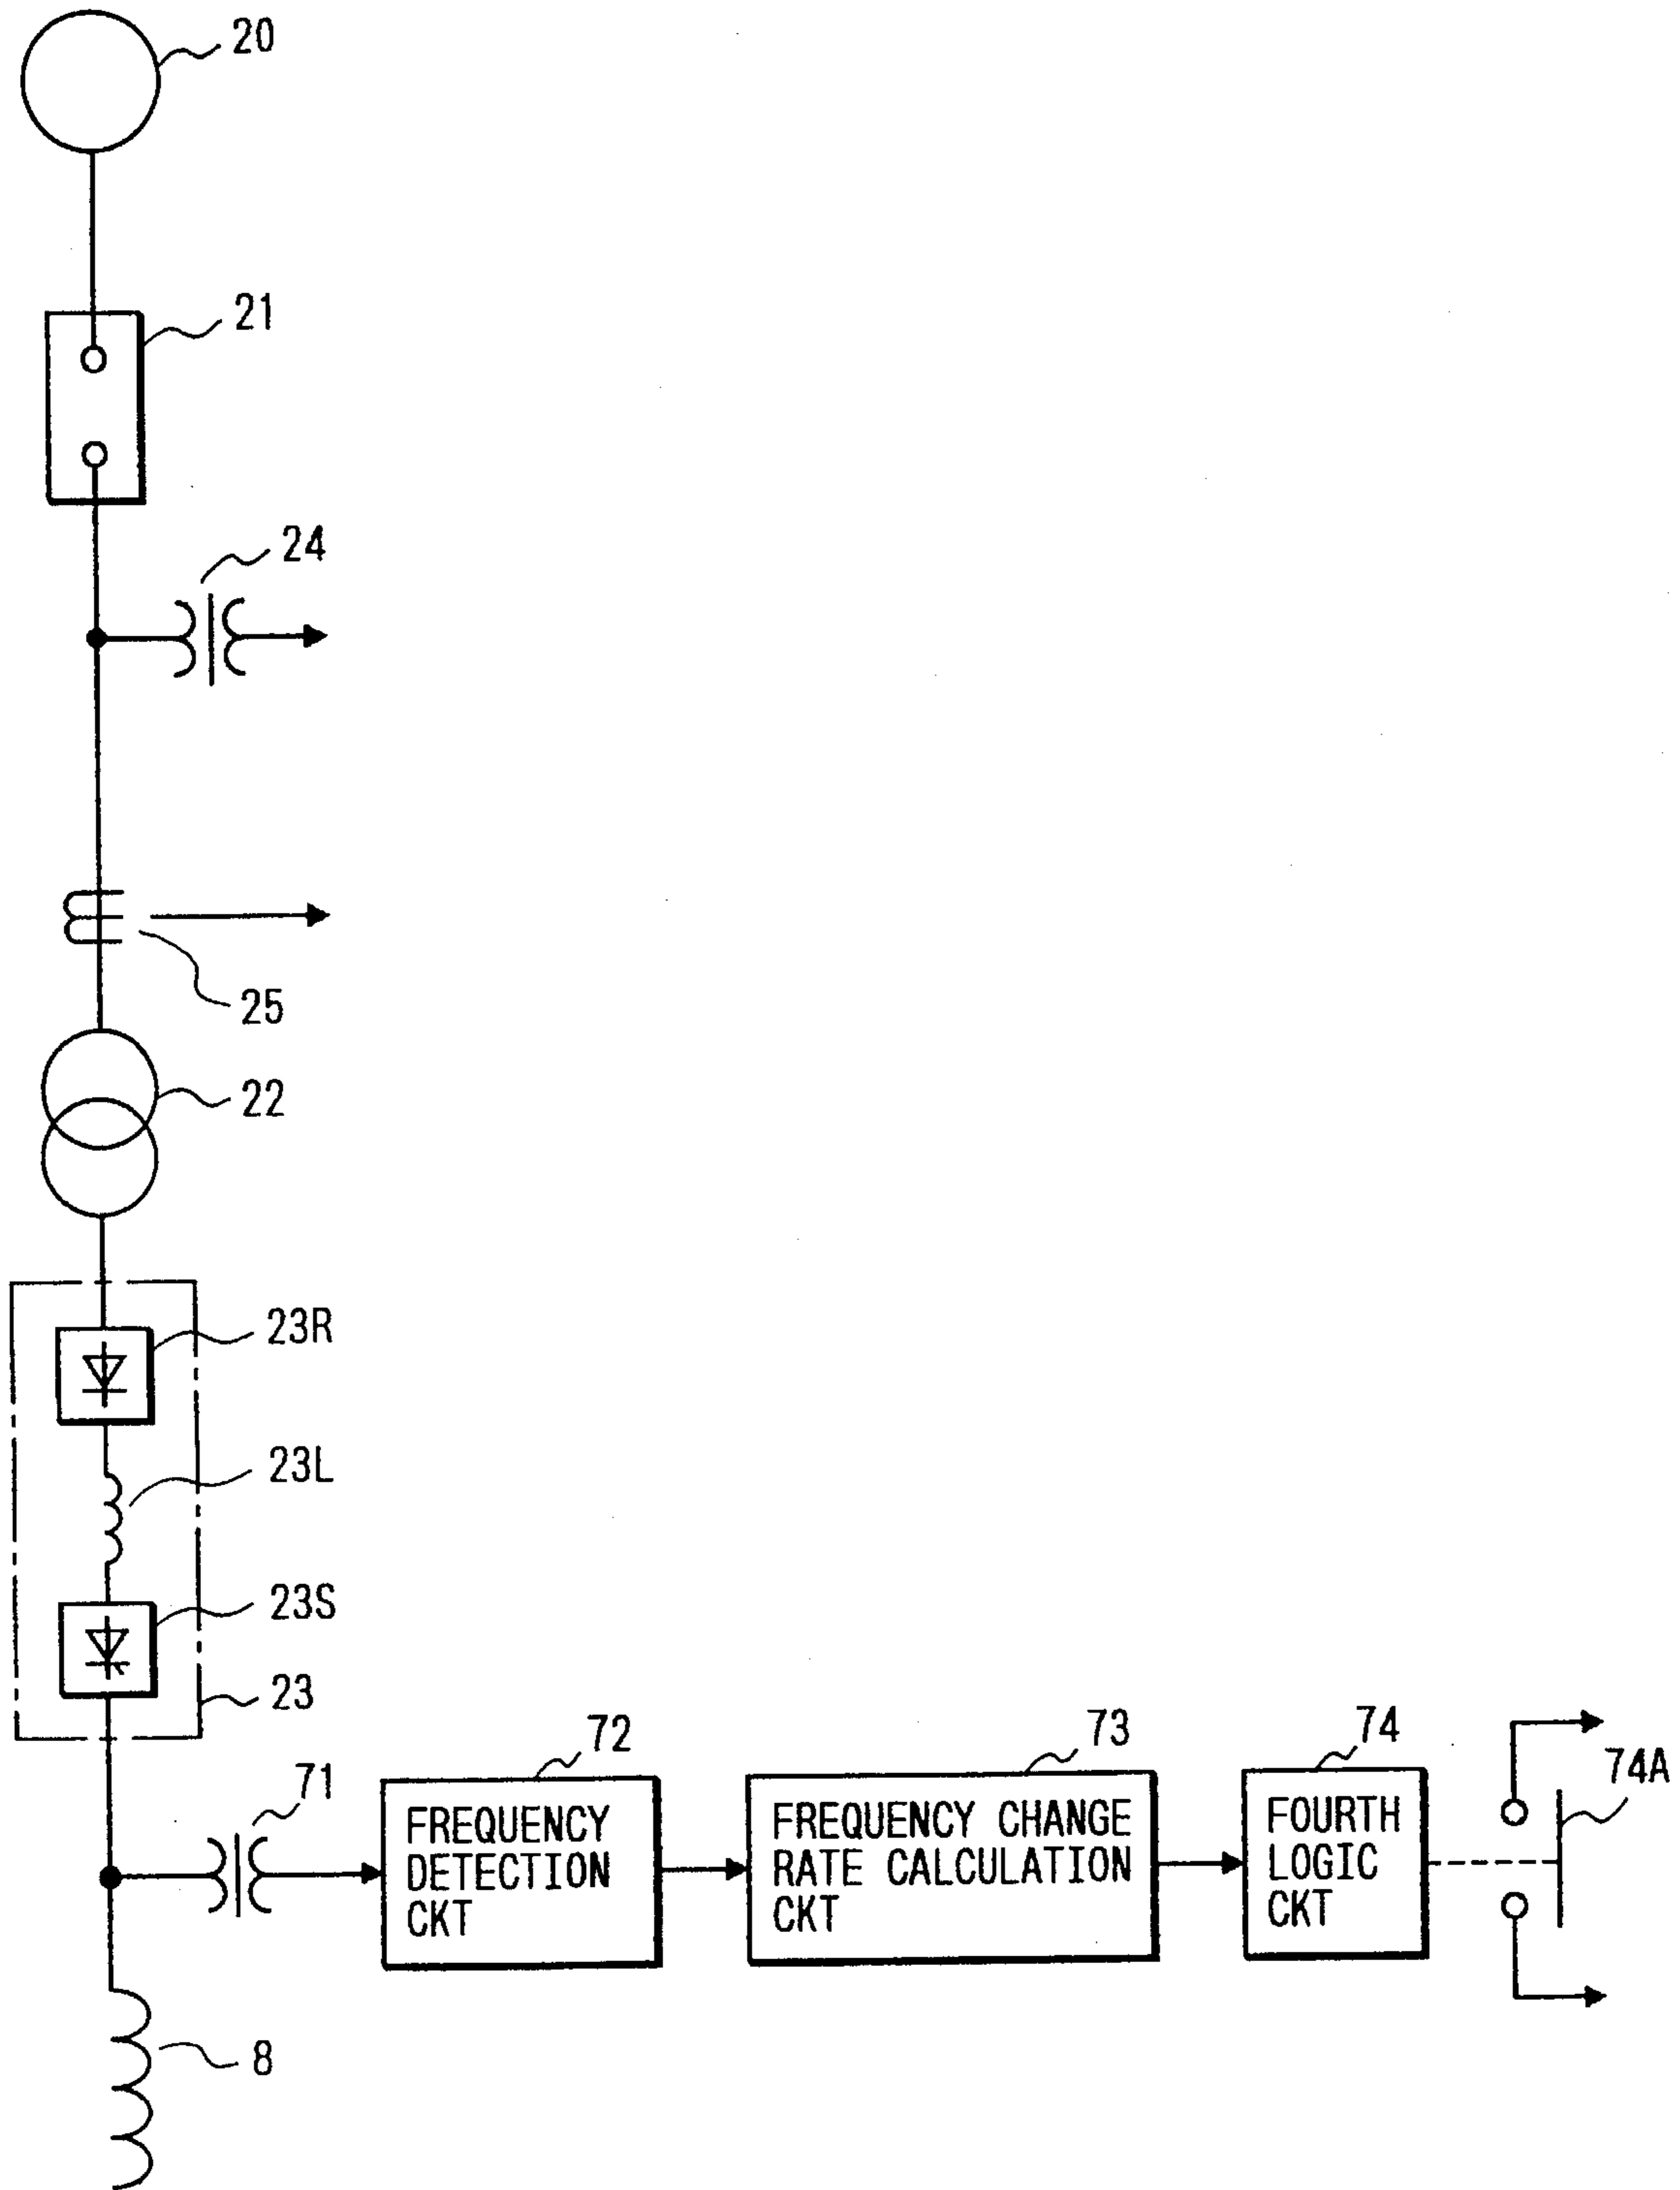 20
21
24
25
22
23R
23L
23S
23
71
72
73
74
74A
FREQUENCY
DETECTION
CKT
FREQUENCY CHANGE
RATE CALCULATION
CKT
FOURTH
LOGIC
CKT
8